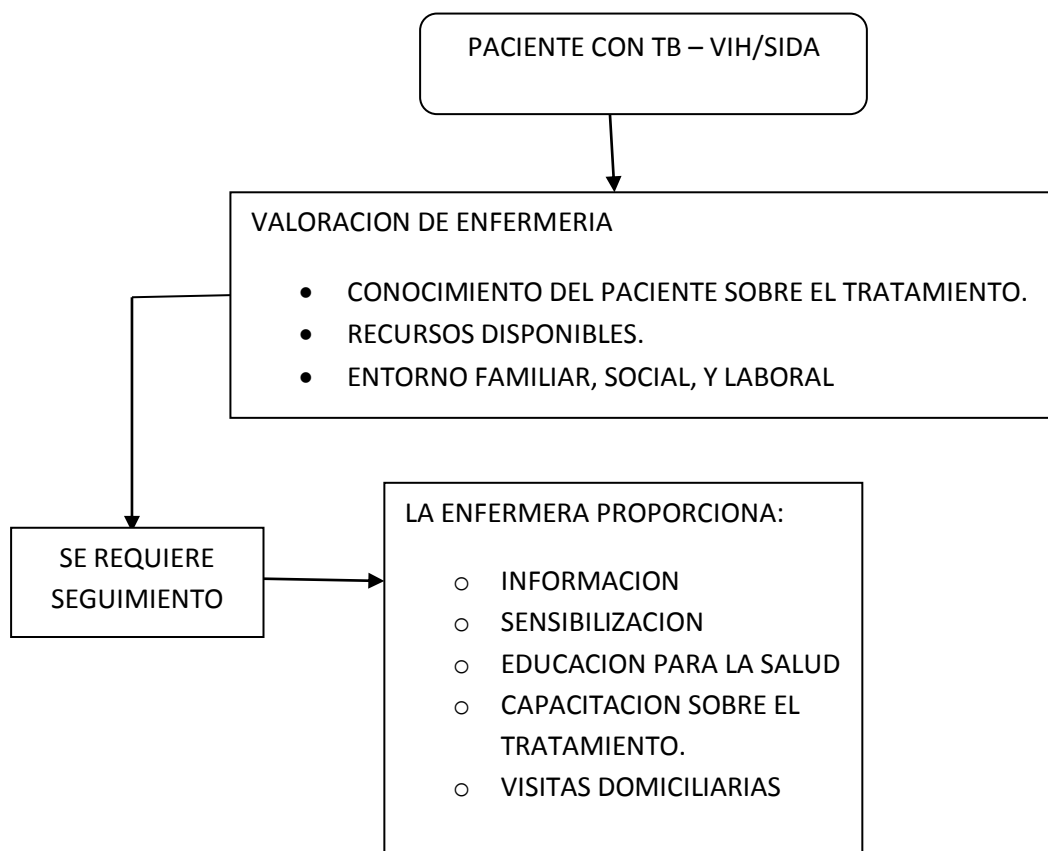 PACIENTE CON TB – VIH/SIDA
VALORACION DE ENFERMERIA
• CONOCIMIENTO DEL PACIENTE SOBRE EL TRATAMIENTO.
• RECURSOS DISPONIBLES.
• ENTORNO FAMILIAR, SOCIAL, Y LABORAL
SE REQUIERE
SEGUIMIENTO
LA ENFERMERA PROPORCIONA:
o INFORMACION
o SENSIBILIZACION
o EDUCACION PARA LA SALUD
o CAPACITACION SOBRE EL
TRATAMIENTO.
o VISITAS DOMICILIARIAS